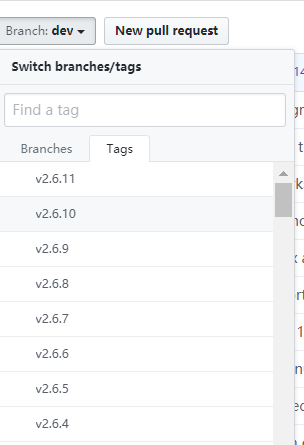 Branch: dev
New pull request
Switch branches/tags
Find a tag
Branches
Tags
v2.6.11
v2.6.10
v2.6.9
v2.6.8
v2.6.7
v2.6.6
v2.6.5
v2.6.4